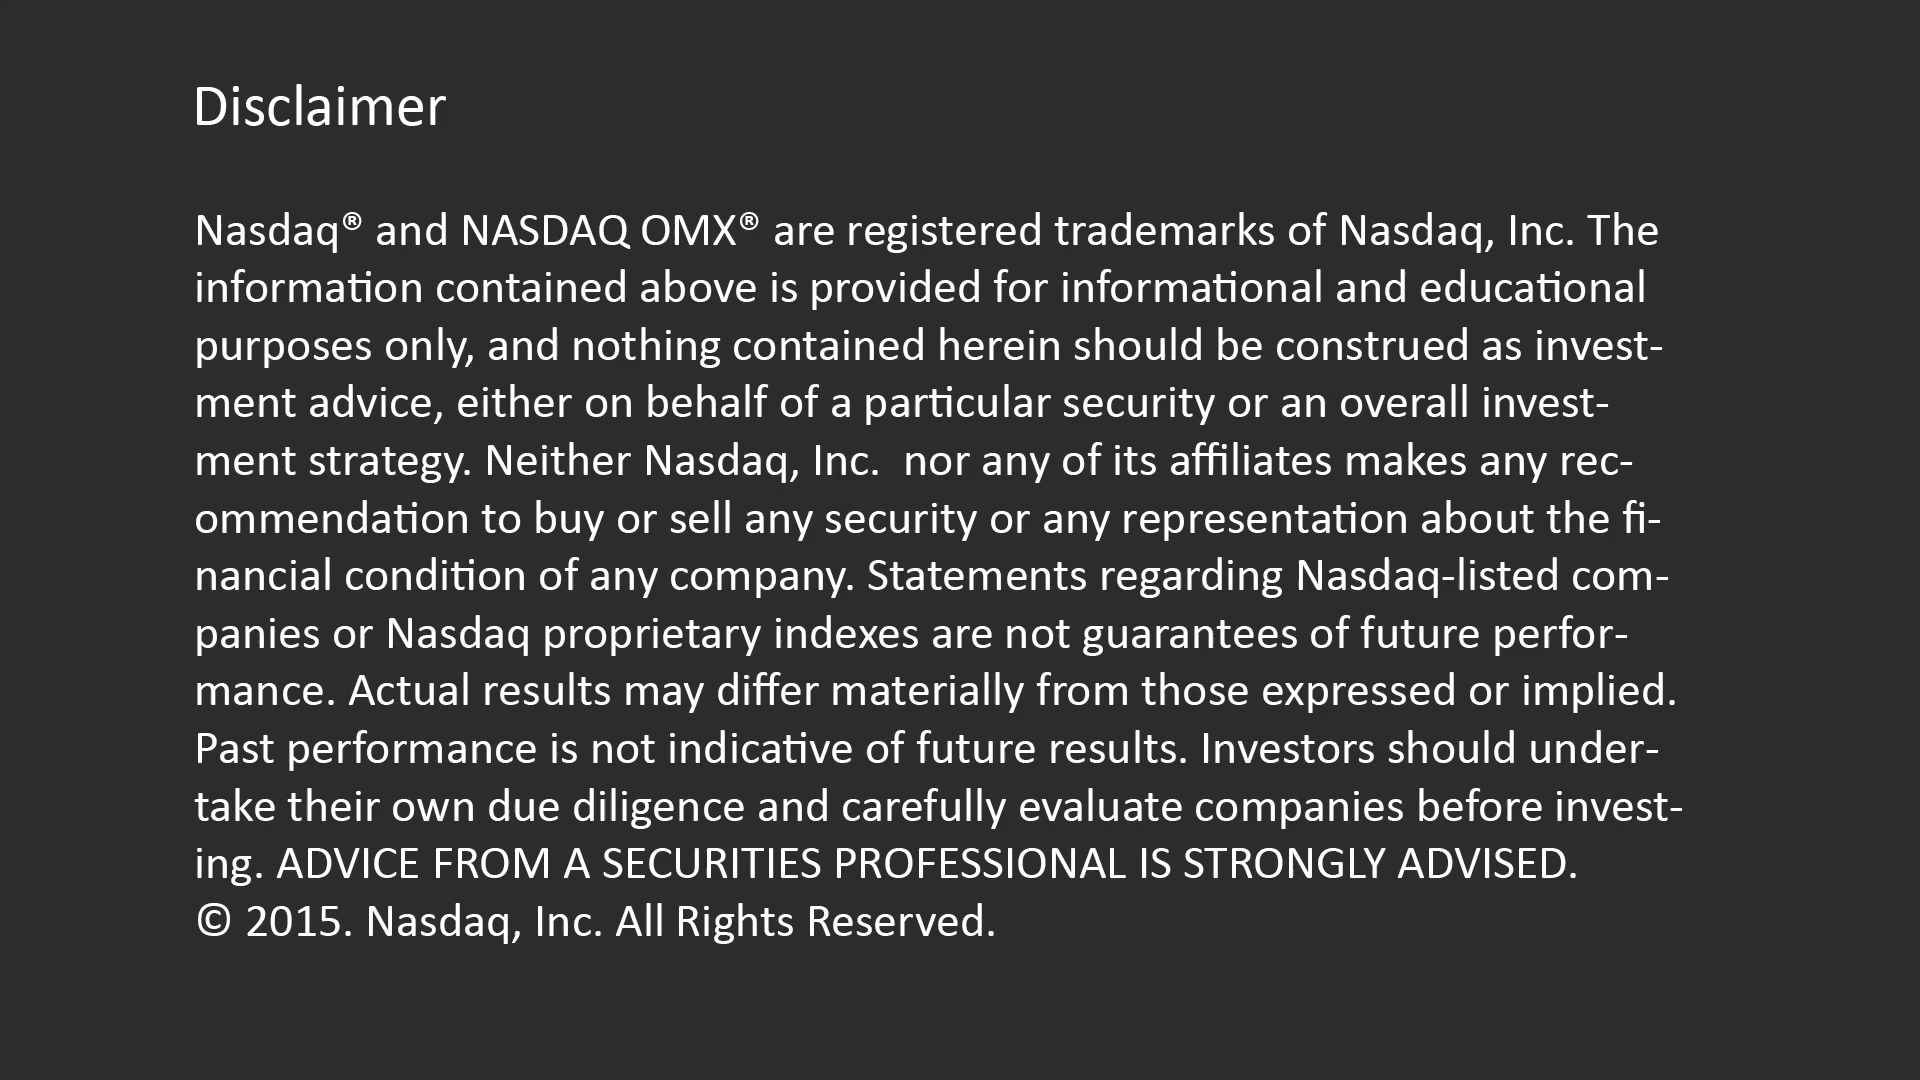 Disclaimer
Nasdaq® and NASDAQ OMX® are registered trademarks of Nasdaq, Inc. The
information contained above is provided for informational and educational
purposes only, and nothing contained herein should be construed as invest-
ment advice, either on behalf of a particular security or an overall invest-
ment strategy. Neither Nasdaq, Inc.  nor any of its affiliates makes any rec-
ommendation to buy or sell any security or any representation about the fi-
nancial condition of any company. Statements regarding Nasdaq-listed com-
panies or Nasdaq proprietary indexes are not guarantees of future perfor-
mance. Actual results may differ materially from those expressed or implied.
Past performance is not indicative of future results. Investors should under-
take their own due diligence and carefully evaluate companies before invest-
ing. ADVICE FROM A SECURITIES PROFESSIONAL IS STRONGLY ADVISED.
© 2015. Nasdaq, Inc. All Rights Reserved.